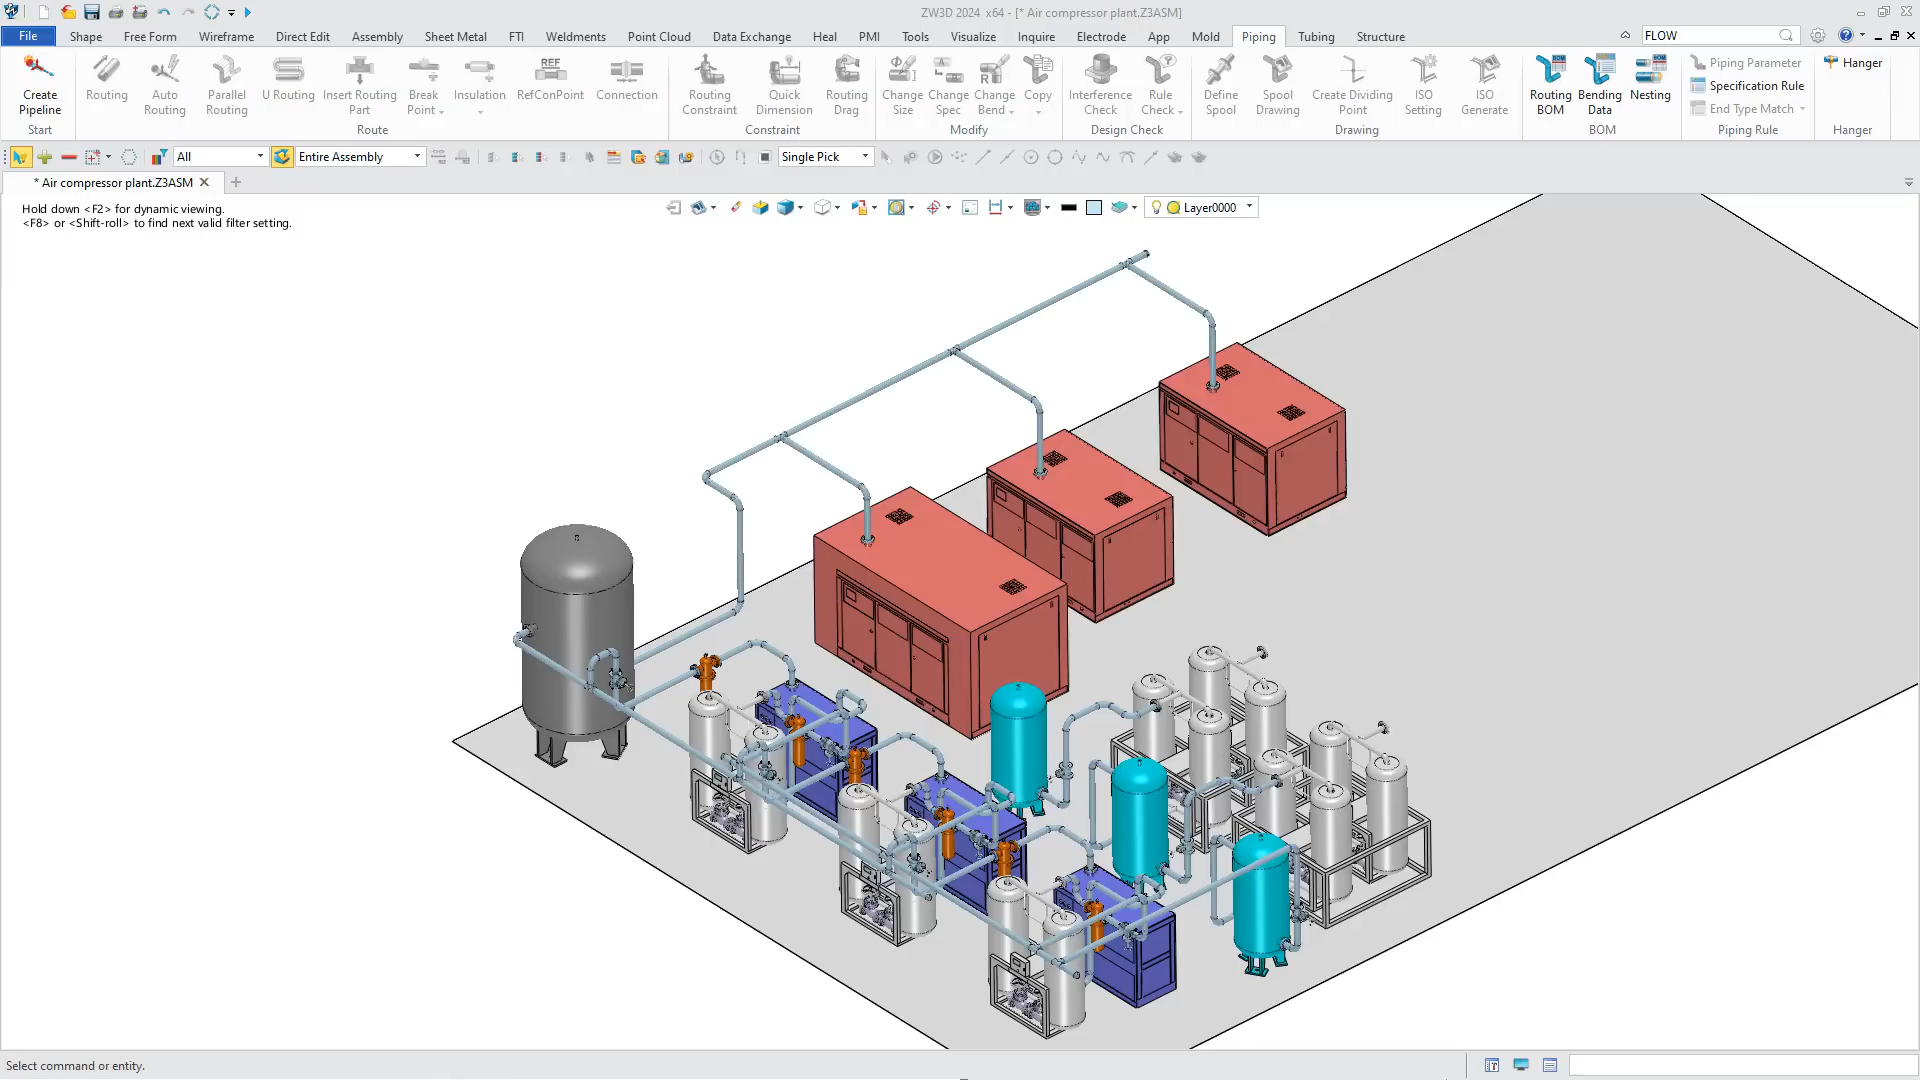 ZW3D 2024 x64 - [* Air compressor plant.Z3ASM]
File Shape Free Form Wireframe Direct Edit Assembly Sheet Metal FTI Weldments Point Cloud Data Exchange Heal PMI Tools Visualize Inquire Electrode App Mold Piping Tubing Structure FLOW
Create Pipeline
Start
Routing
Auto Routing
Parallel Routing
U Routing
Insert Routing Part
Break Point
Insulation
REF
RefConPoint
Connection
Route
Routing Constraint
Quick Dimension
Routing Drag
Constraint
Change Size
Change Spec
Change Bend
Copy
Modify
Interference Check
Rule Check
Design Check
Define Spool
Spool Drawing
Create Dividing Point
ISO Setting
ISO Generate
Drawing
Routing BOM
Bending Data
Nesting
BOM
Piping Parameter
Specification Rule
End Type Match
Piping Rule
Hanger
Hanger
All Entire Assembly Single Pick
* Air compressor plant.Z3ASM
Hold down <F2> for dynamic viewing.
<F8> or <Shift-roll> to find next valid filter setting.
Layer0000
Select command or entity.